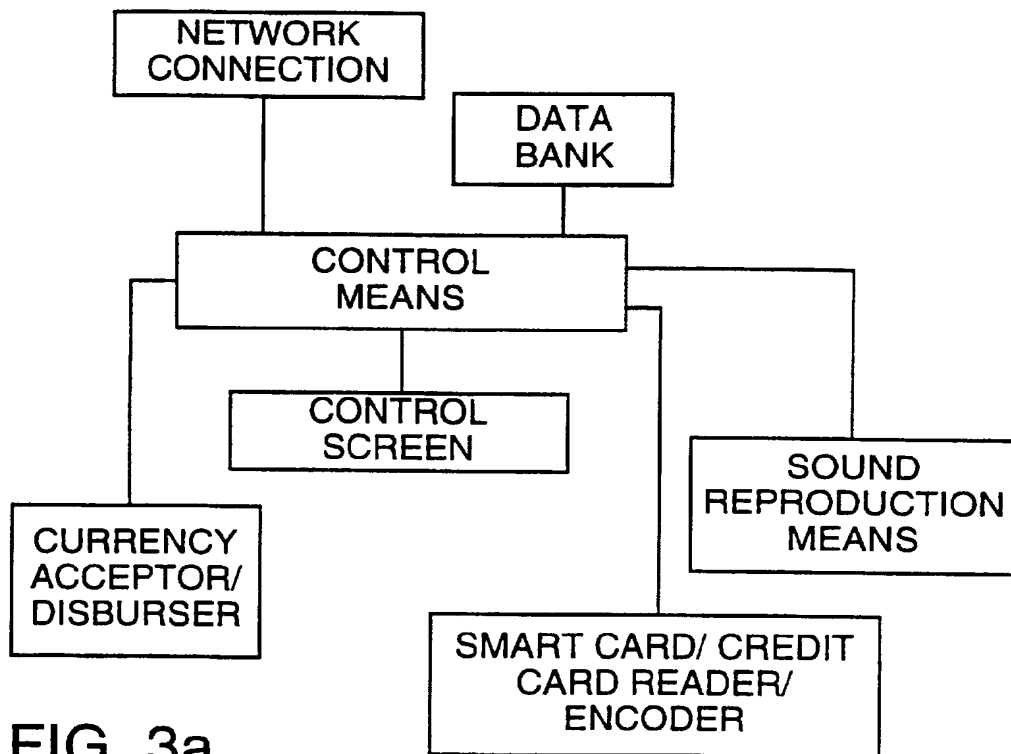 NETWORK
CONNECTION
DATA
BANK
CONTROL
MEANS
CONTROL
SCREEN
SOUND
REPRODUCTION
MEANS
CURRENCY
ACCEPTOR/
DISBURSER
SMART CARD/ CREDIT
CARD READER/
ENCODER
FIG. 3a